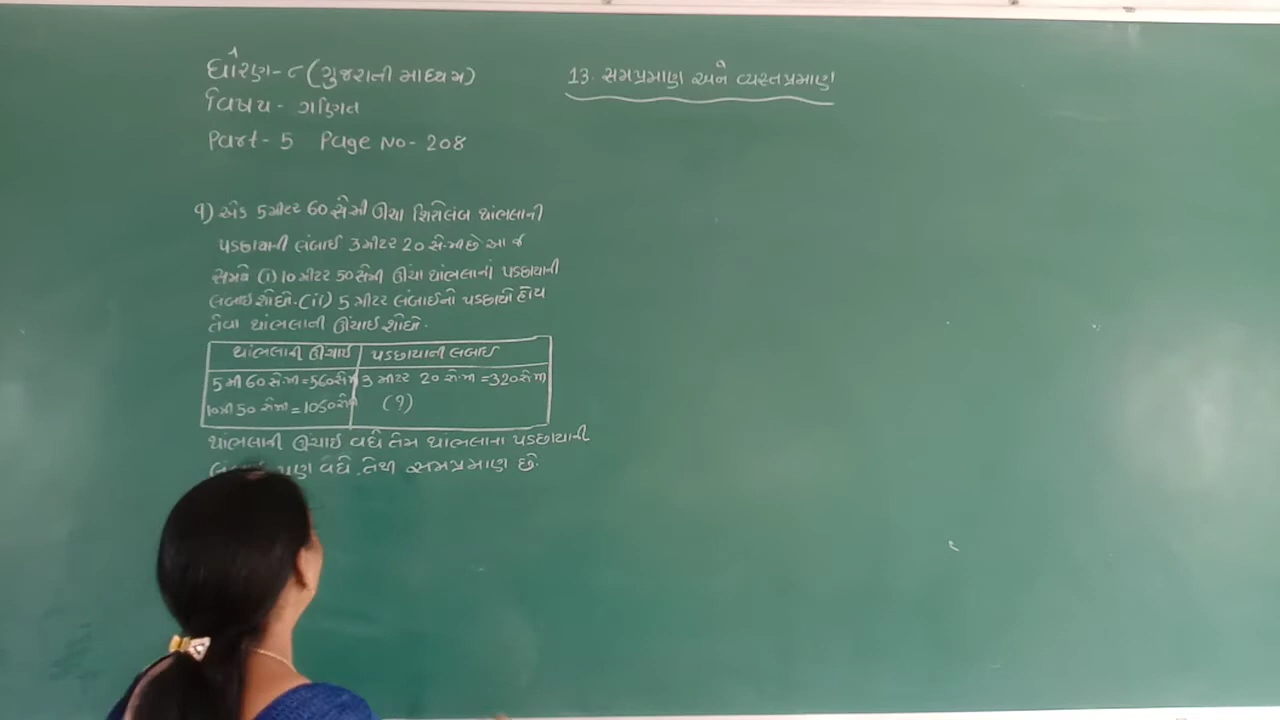 ધોરણ-૮ (ગુજરાતી માધ્યમ)
13. સમપ્રમાણ અને વ્યસ્તપ્રમાણ
વિષય - ગણિત
Part- 5 Page No- 208
૧) એક 5 મીટર 60 સેમી ઊંચા શિરોલંબ થાંભલાની
પડછાયાની લંબાઈ 3 મીટર 20 સે.મી છે આ જ
સમયે (i) 10 મીટર 50 સેમી ઊંચા થાંભલાનાં પડછાયાની
લંબાઈ શોધો. (ii) 5 મીટર લંબાઈનો પડછાયો હોય
તેવા થાંભલાની ઊંચાઈ શોધો.
થાંભલાની ઊંચાઈ પડછાયાની લંબાઈ
5 મી 60 સે.મી = 560 સેમી 3 મીટર 20 સે.મી = 320 સેમી
10મી 50 સેમી = 1050 સેમી (?)
થાંભલાની ઊંચાઈ વધે તેમ થાંભલાના પડછાયાની
પણ વધે. તેથી સમપ્રમાણ છે.